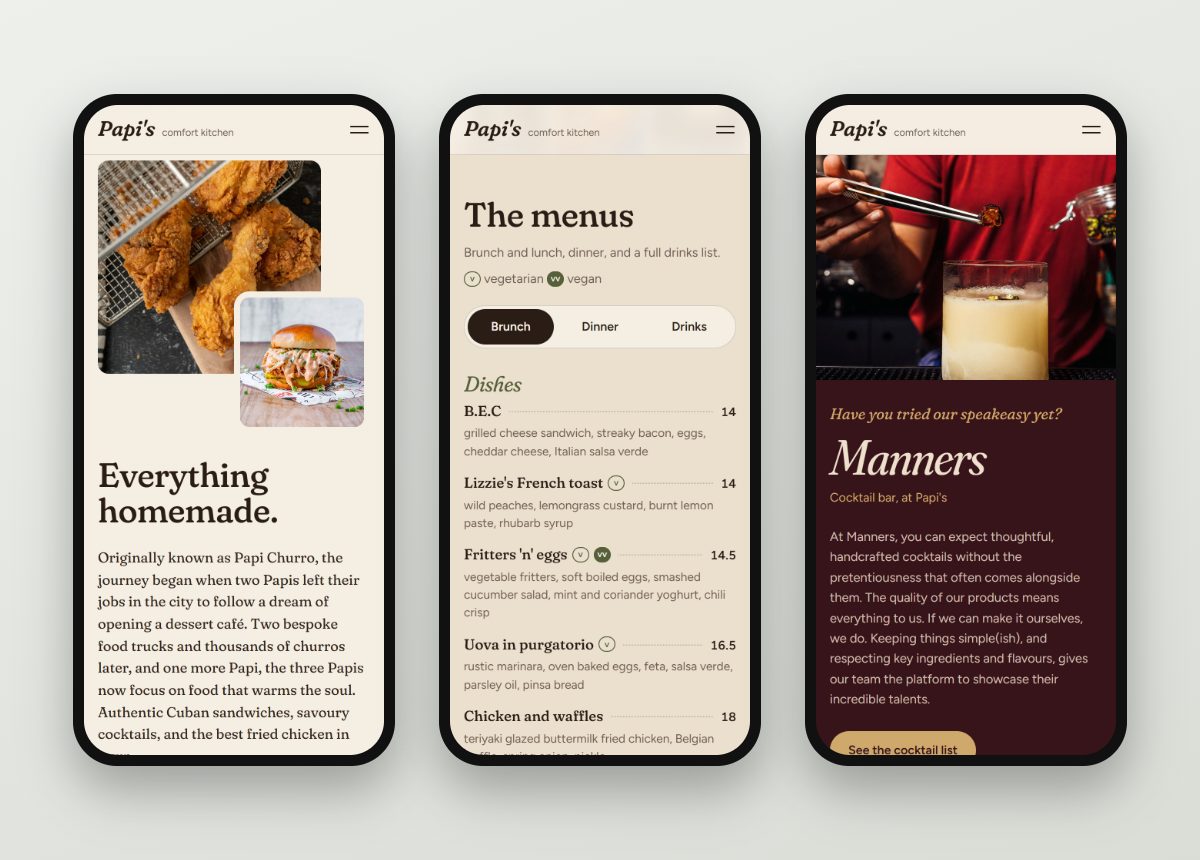 Papi's comfort kitchen
Everything
homemade.
Originally known as Papi Churro, the
journey began when two Papis left their
jobs in the city to follow a dream of
opening a dessert café. Two bespoke
food trucks and thousands of churros
later, and one more Papi, the three Papis
now focus on food that warms the soul.
Authentic Cuban sandwiches, savoury
cocktails, and the best fried chicken in
Papi's comfort kitchen
The menus
Brunch and lunch, dinner, and a full drinks list.
V vegetarian VV vegan
Brunch Dinner Drinks
Dishes
B.E.C 14
grilled cheese sandwich, streaky bacon, eggs,
cheddar cheese, Italian salsa verde
Lizzie's French toast V 14
wild peaches, lemongrass custard, burnt lemon
paste, rhubarb syrup
Fritters 'n' eggs V VV 14.5
vegetable fritters, soft boiled eggs, smashed
cucumber salad, mint and coriander yoghurt, chili
crisp
Uova in purgatorio V 16.5
rustic marinara, oven baked eggs, feta, salsa verde,
parsley oil, pinsa bread
Chicken and waffles 18
teriyaki glazed buttermilk fried chicken, Belgian
Papi's comfort kitchen
Have you tried our speakeasy yet?
Manners
Cocktail bar, at Papi's
At Manners, you can expect thoughtful,
handcrafted cocktails without the
pretentiousness that often comes alongside
them. The quality of our products means
everything to us. If we can make it ourselves,
we do. Keeping things simple(ish), and
respecting key ingredients and flavours, gives
our team the platform to showcase their
incredible talents.
See the cocktail list